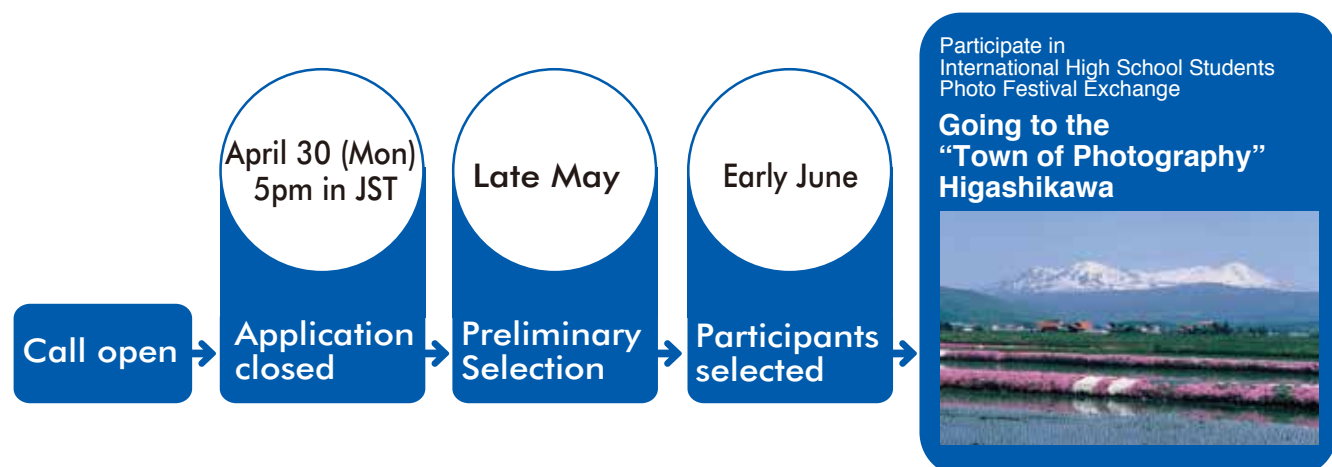 Call open
April 30 (Mon)
5pm in JST
Application
closed
Late May
Preliminary
Selection
Early June
Participants
selected
Participate in
International High School Students
Photo Festival Exchange
Going to the
“Town of Photography”
Higashikawa